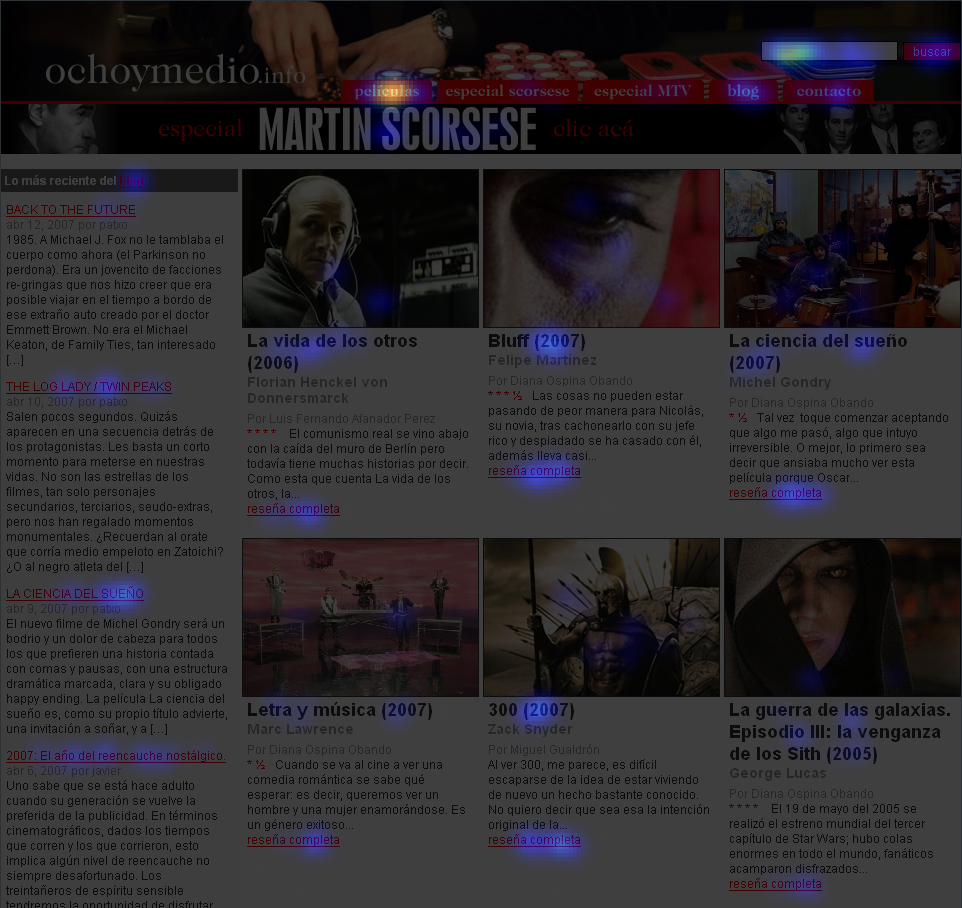 ochoymedio.info
buscar
películas
especial scorsese
especial MTV
blog
contacto
especial MARTIN SCORSESE clic acá
Lo más reciente del
BACK TO THE FUTURE
abr 12, 2007 por patxo
1985. A Michael J. Fox no le tamblaba el
cuerpo como ahora (el Parkinson no
perdona). Era un jovencito de facciones
re-gringas que nos hizo creer que era
posible viajar en el tiempo a bordo de
ese extraño auto creado por el doctor
Emmett Brown. No era el Michael
Keaton, de Family Ties, tan interesado
[...]
THE LOG LADY / TWIN PEAKS
abr 10, 2007 por patxo
Salen pocos segundos. Quizás
aparecen en una secuencia detrás de
los protagonistas. Les basta un corto
momento para meterse en nuestras
vidas. No son las estrellas de los
filmes, tan solo personajes
secundarios, terciarios, seudo-extras,
pero nos han regalado momentos
monumentales. ¿Recuerdan al orate
que corría medio empeloto en Zatoichi?
¿O al negro atleta del [...]
LA CIENCIA DEL SUEÑO
abr 9, 2007 por patxo
El nuevo filme de Michel Gondry será un
bodrio y un dolor de cabeza para todos
los que prefieren una historia contada
con comas y pausas, con una estructura
dramática marcada, clara y su obligado
happy ending. La película La ciencia del
sueño es, como su propio título advierte,
una invitación a soñar, y a [...]
2007: El año del reencauche nostálgico.
abr 6, 2007 por javier
Uno sabe que se está hace adulto
cuando su generación se vuelve la
preferida de la publicidad. En términos
cinematográficos, dados los tiempos
que corren y los que corrieron, esto
implica algún nivel de reencauche no
siempre desafortunado. Los
treintañeros de espíritu sensible
tendremos la oportunidad de disfrutar
La vida de los otros
(2006)
Florian Henckel von
Donnersmarck
Por Luis Fernando Afanador Perez
* * * * El comunismo real se vino abajo
con la caída del muro de Berlín pero
todavía tiene muchas historias por decir.
Como esta que cuenta La vida de los
otros, la...
reseña completa
Bluff (2007)
Felipe Martínez
Por Diana Ospina Obando
* * * ½ Las cosas no pueden estar
pasando de peor manera para Nicolás,
su novia, tras cachonearlo con su jefe
rico y despiadado se ha casado con él,
además lleva casi...
reseña completa
La ciencia del sueño
(2007)
Michel Gondry
Por Diana Ospina Obando
* ½ Tal vez toque comenzar aceptando
que algo me pasó, algo que intuyo
irreversible. O mejor, lo primero sea
decir que ansiaba mucho ver esta
película porque Oscar...
reseña completa
Letra y música (2007)
Marc Lawrence
Por Diana Ospina Obando
* ½ Cuando se va al cine a ver una
comedia romántica se sabe qué
esperar: es decir, queremos ver un
hombre y una mujer enamorándose. Es
un género exitoso...
reseña completa
300 (2007)
Zack Snyder
Por Miguel Gualdrón
Al ver 300, me parece, es difícil
escaparse de la idea de estar viviendo
de nuevo un hecho bastante conocido.
No quiero decir que sea esa la intención
original de la...
reseña completa
La guerra de las galaxias.
Episodio III: la venganza
de los Sith (2005)
George Lucas
Por Diana Ospina Obando
* * * * El 19 de mayo del 2005 se
realizó el estreno mundial del tercer
capítulo de Star Wars; hubo colas
enormes en todo el mundo, fanáticos
acamparon disfrazados...
reseña completa